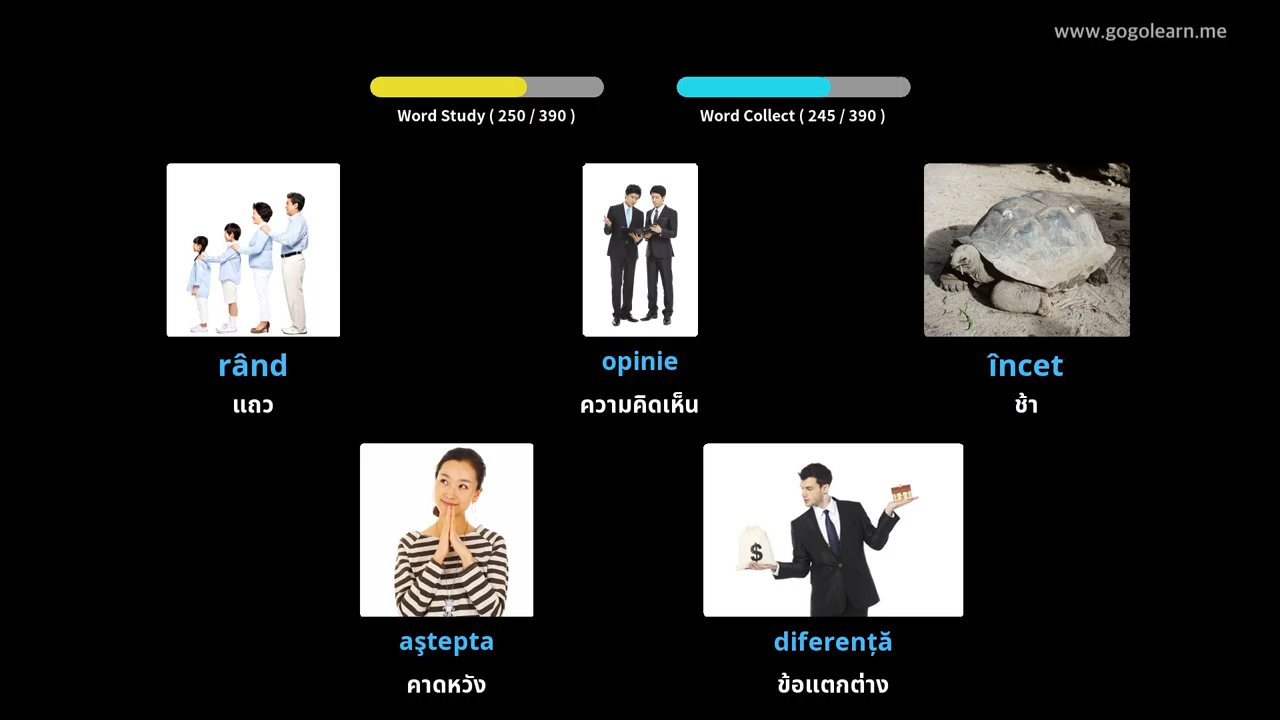 www.gogolearn.me
Word Study ( 250 / 390 )
Word Collect ( 245 / 390 )
rând
แถว
opinie
ความคิดเห็น
încet
ช้า
$
aştepta
คาดหวัง
diferență
ข้อแตกต่าง